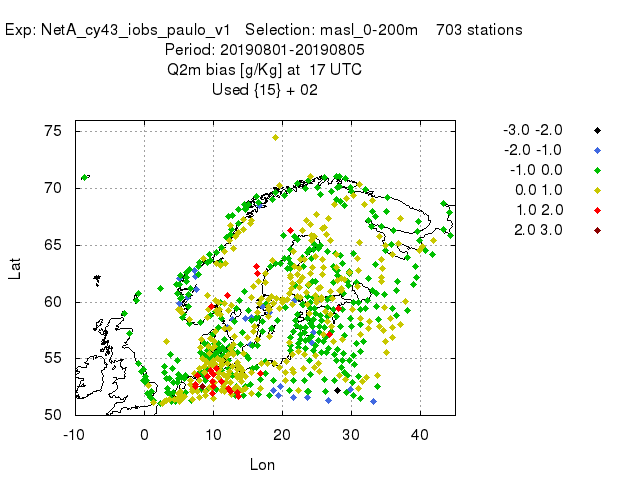 Exp: NetA_cy43_iobs_paulo_v1   Selection: masl_0-200m    703 stations
Period: 20190801-20190805
Q2m bias [g/Kg] at  17 UTC
Used {15} + 02
-3.0 -2.0
-2.0 -1.0
-1.0 0.0
0.0 1.0
1.0 2.0
2.0 3.0
75
70
65
60
55
50
Lat
-10 0 10 20 30 40
Lon